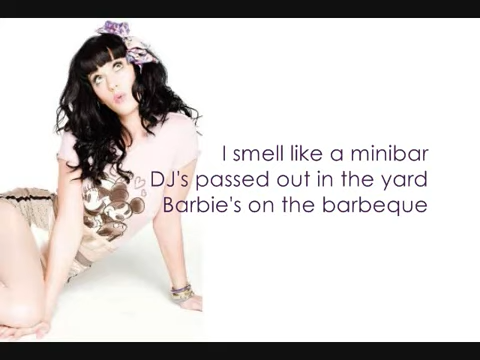 I smell like a minibar
DJ's passed out in the yard
Barbie's on the barbeque